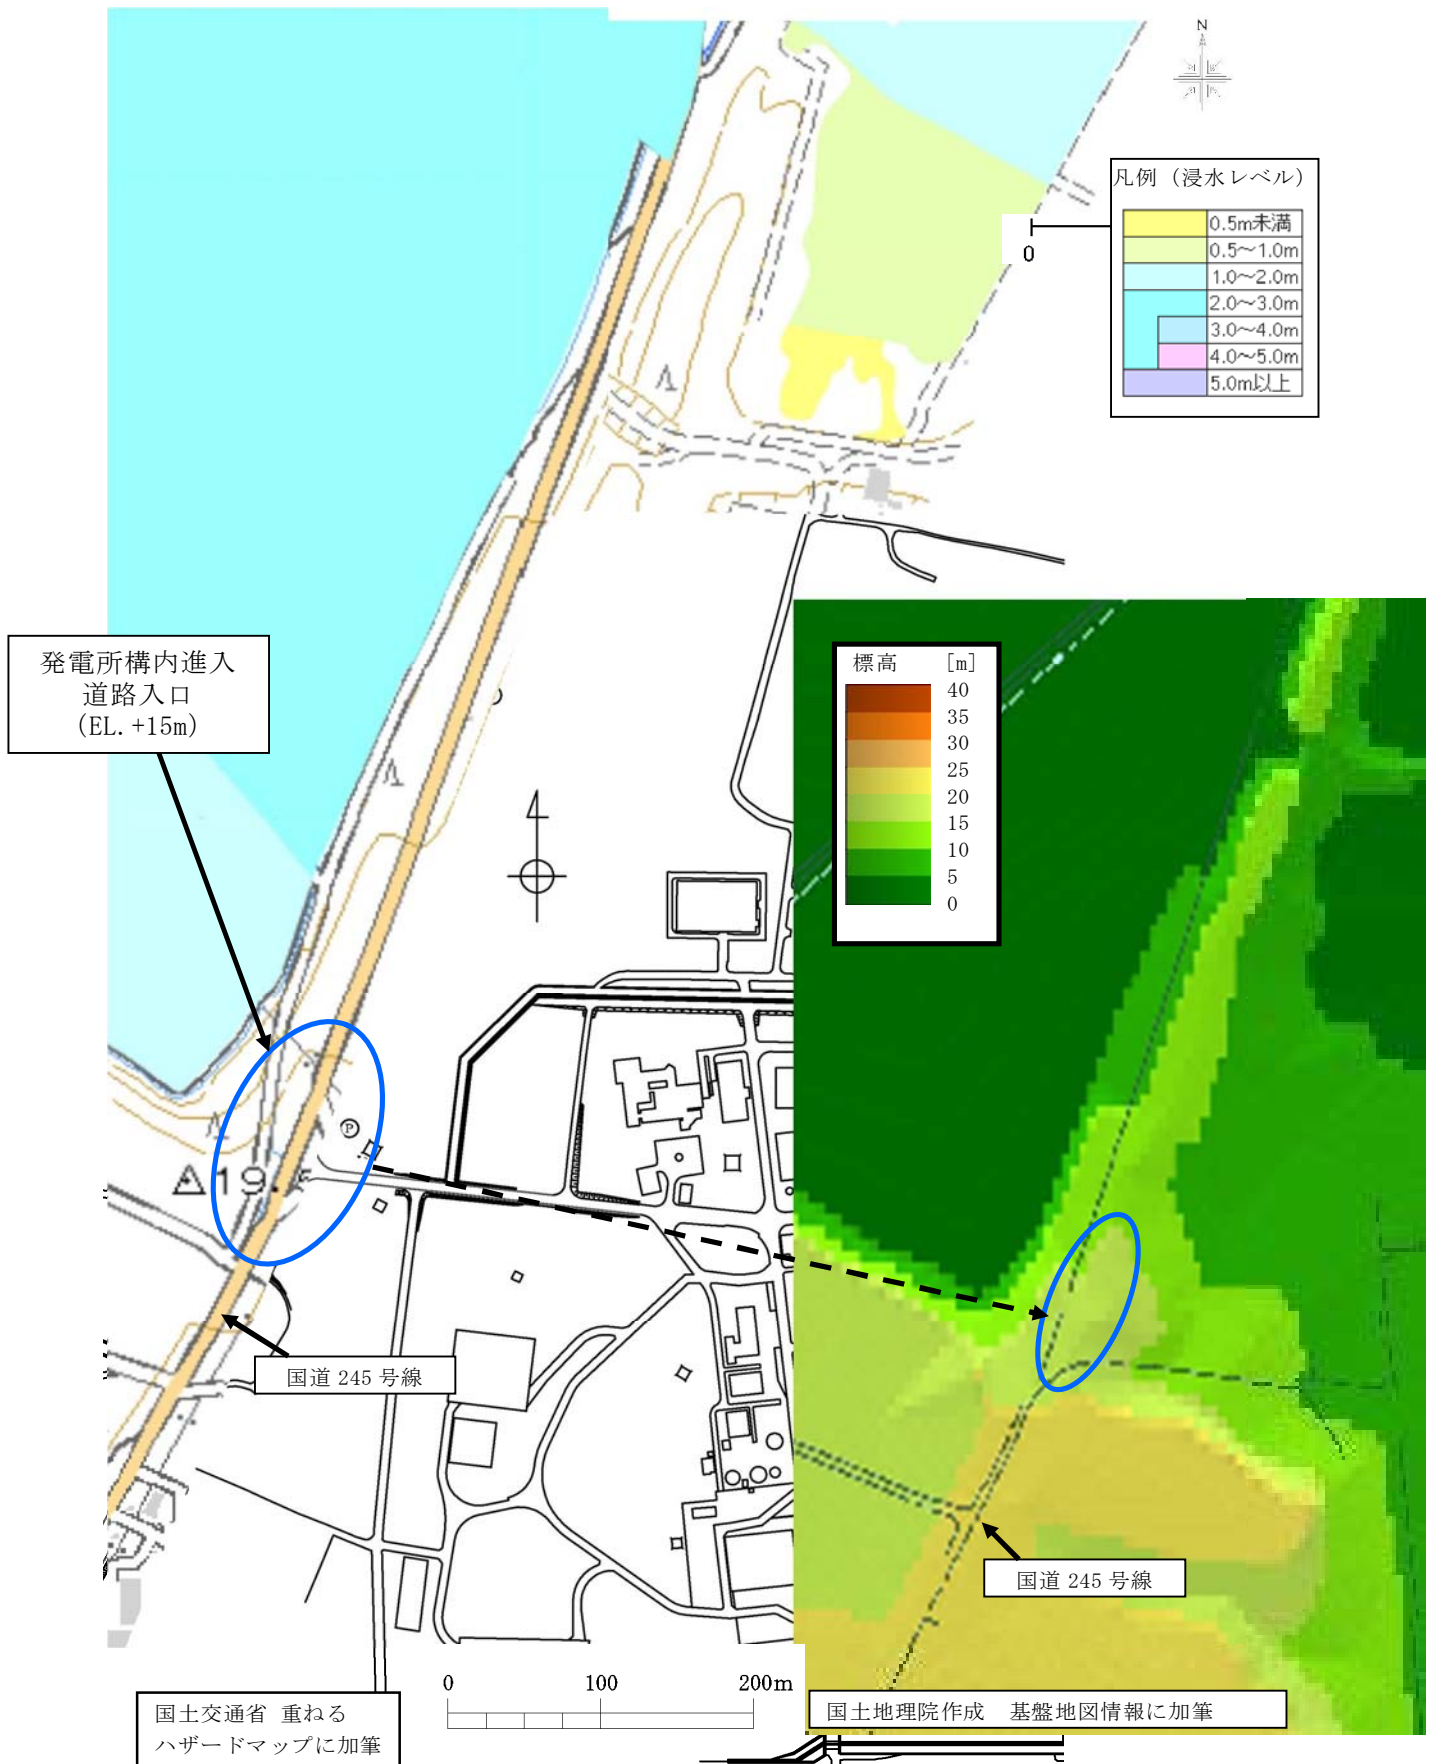 N
凡例（浸水レベル）
0.5m未満
0.5～1.0m
1.0～2.0m
2.0～3.0m
3.0～4.0m
4.0～5.0m
5.0m以上
0
発電所構内進入
道路入口
(EL.+15m)
標高 [m]
40
35
30
25
20
15
10
5
0
P
19.
国道 245 号線
国道 245 号線
0 100 200m
国土交通省 重ねる
ハザードマップに加筆
国土地理院作成 基盤地図情報に加筆